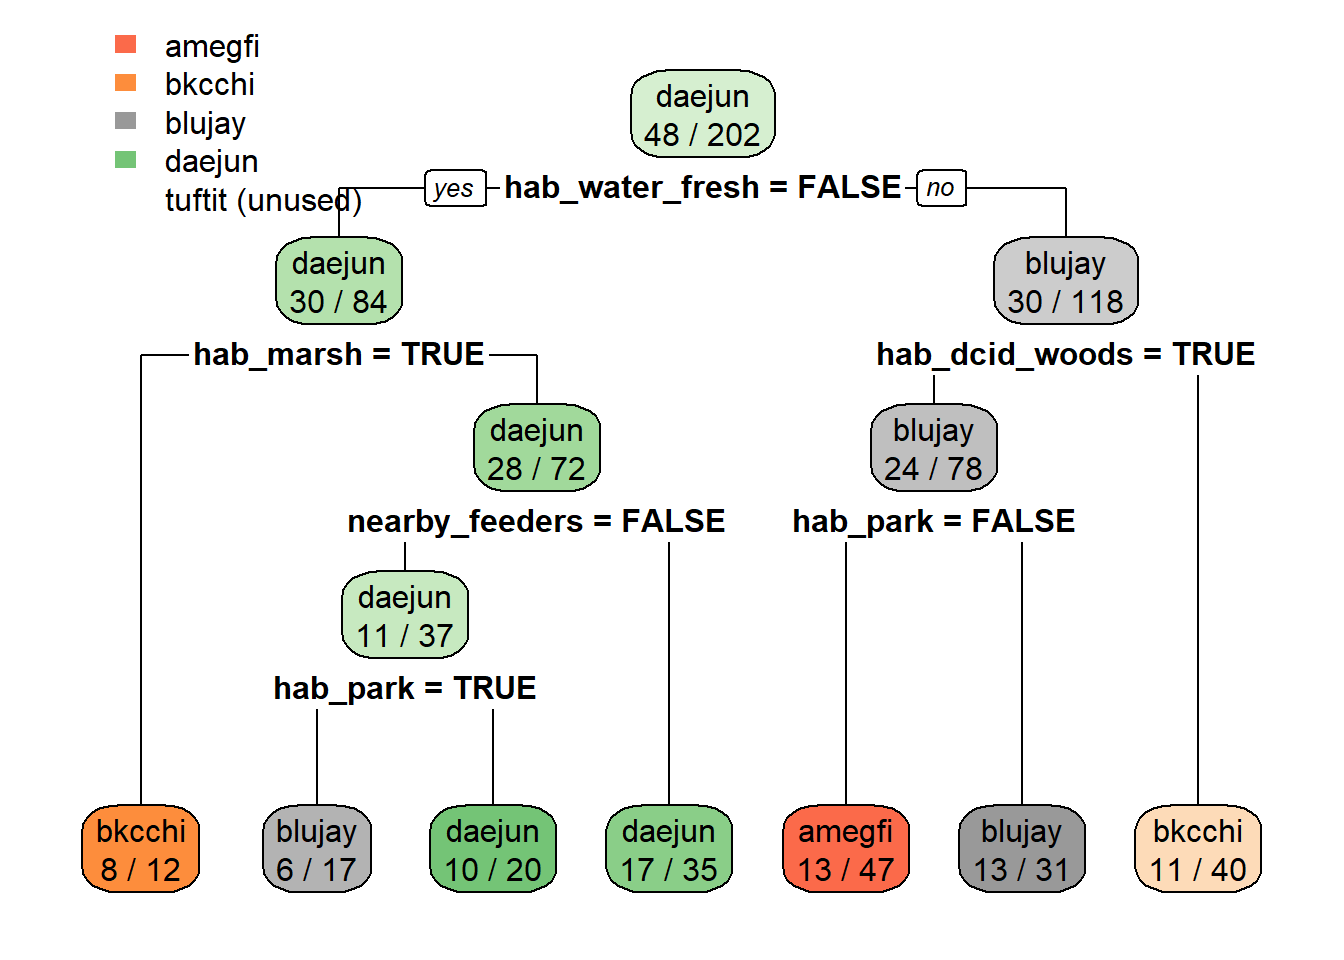 amegfi
bkcchi
blujay
daejun
tuftit (unused)
daejun
48 / 202
yes
hab_water_fresh = FALSE
no
daejun
30 / 84
blujay
30 / 118
hab_marsh = TRUE
hab_dcid_woods = TRUE
daejun
28 / 72
blujay
24 / 78
nearby_feeders = FALSE
hab_park = FALSE
daejun
11 / 37
hab_park = TRUE
bkcchi
8 / 12
blujay
6 / 17
daejun
10 / 20
daejun
17 / 35
amegfi
13 / 47
blujay
13 / 31
bkcchi
11 / 40